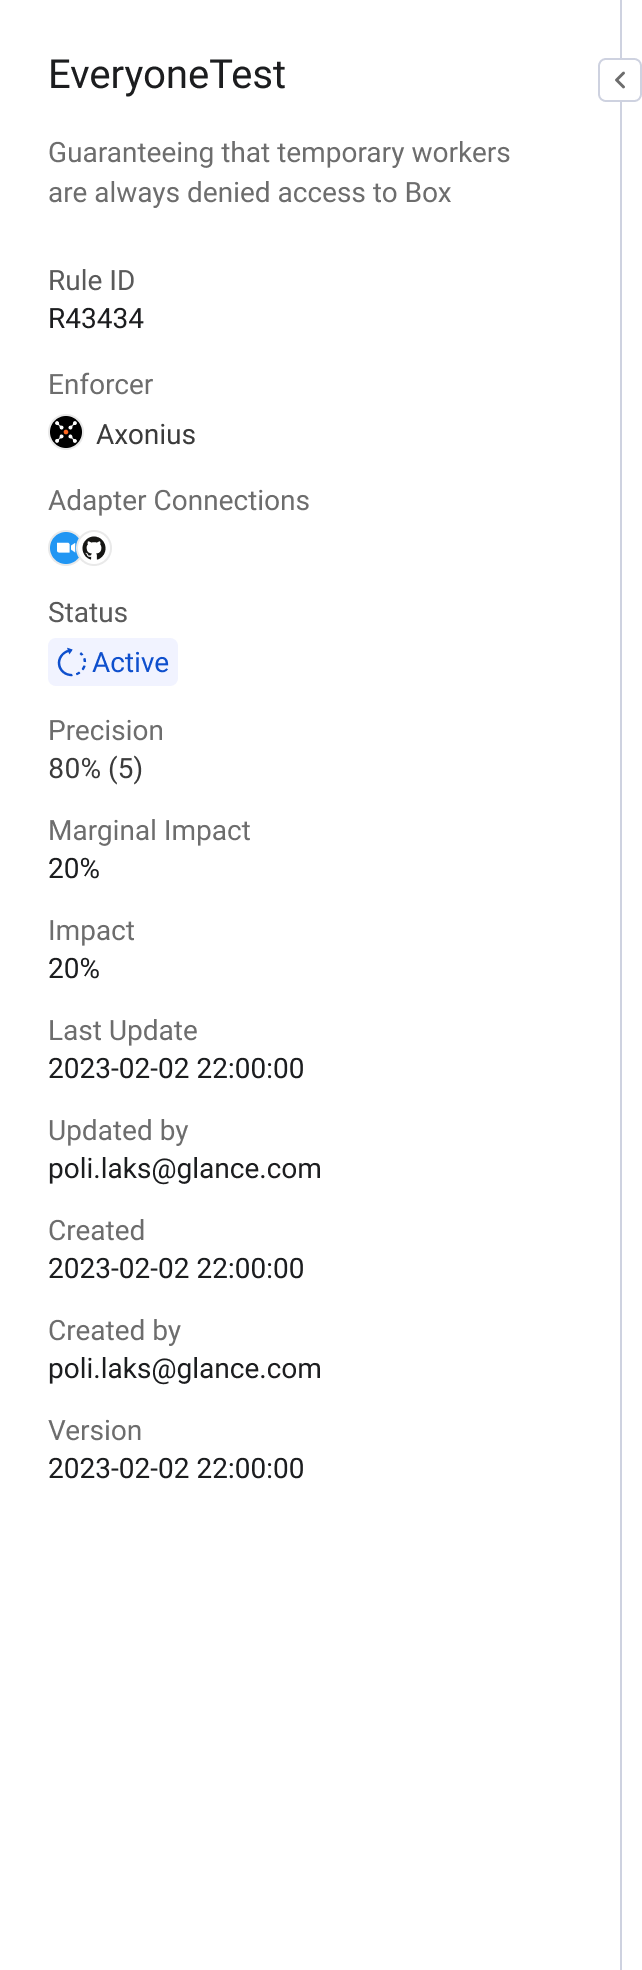 EveryoneTest
Guaranteeing that temporary workers
are always denied access to Box
Rule ID
R43434
Enforcer
Axonius
Adapter Connections
Status
Active
Precision
80% (5)
Marginal Impact
20%
Impact
20%
Last Update
2023-02-02 22:00:00
Updated by
poli.laks@glance.com
Created
2023-02-02 22:00:00
Created by
poli.laks@glance.com
Version
2023-02-02 22:00:00